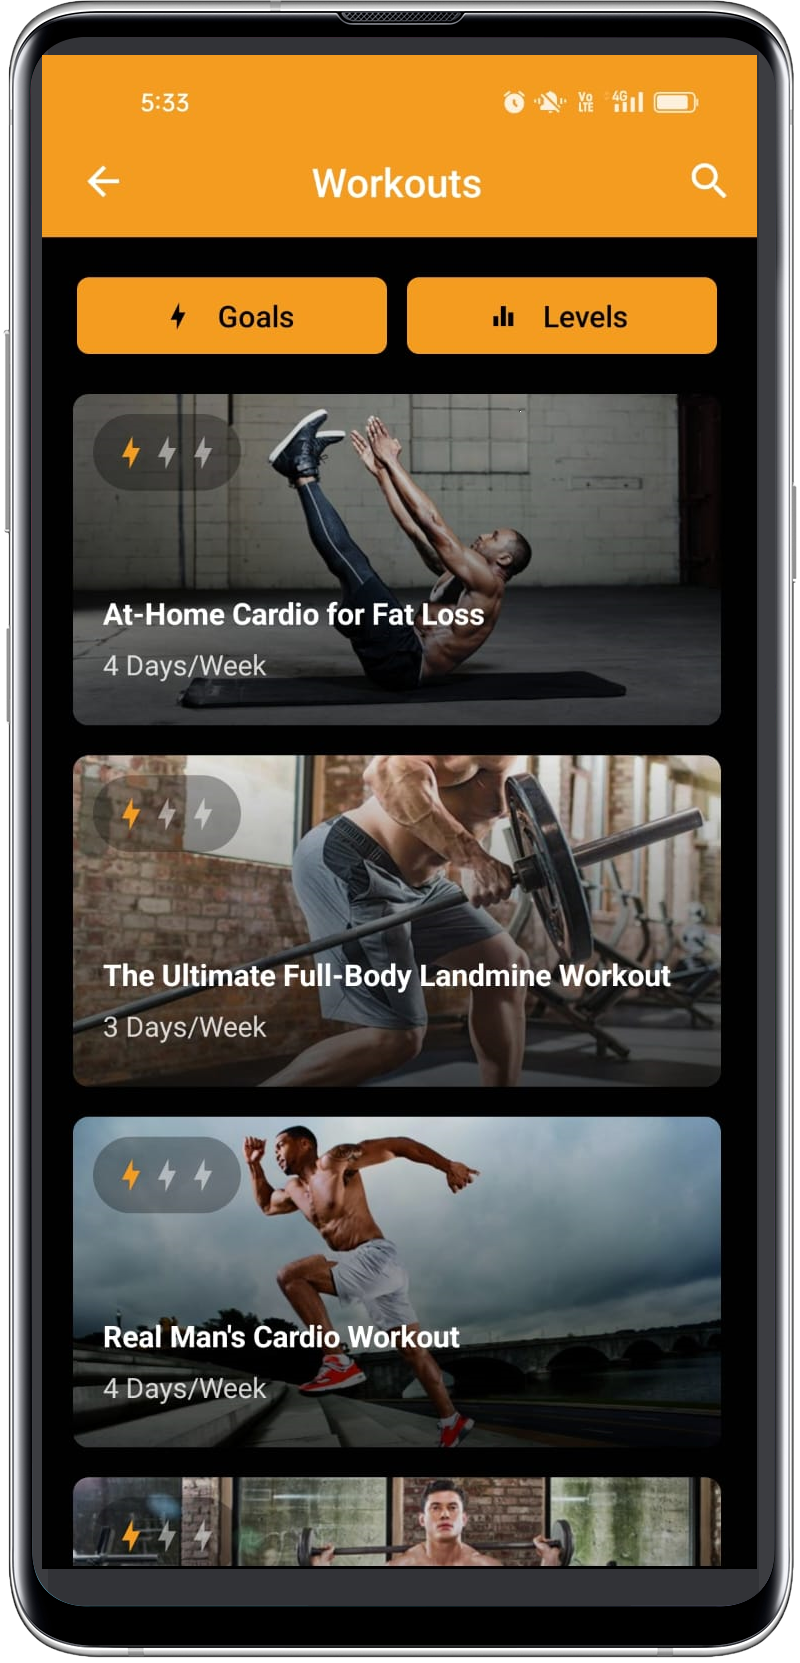 5:33
Vo LTE 4G
Workouts
Goals Levels
At-Home Cardio for Fat Loss
4 Days/Week
The Ultimate Full-Body Landmine Workout
3 Days/Week
Real Man's Cardio Workout
4 Days/Week